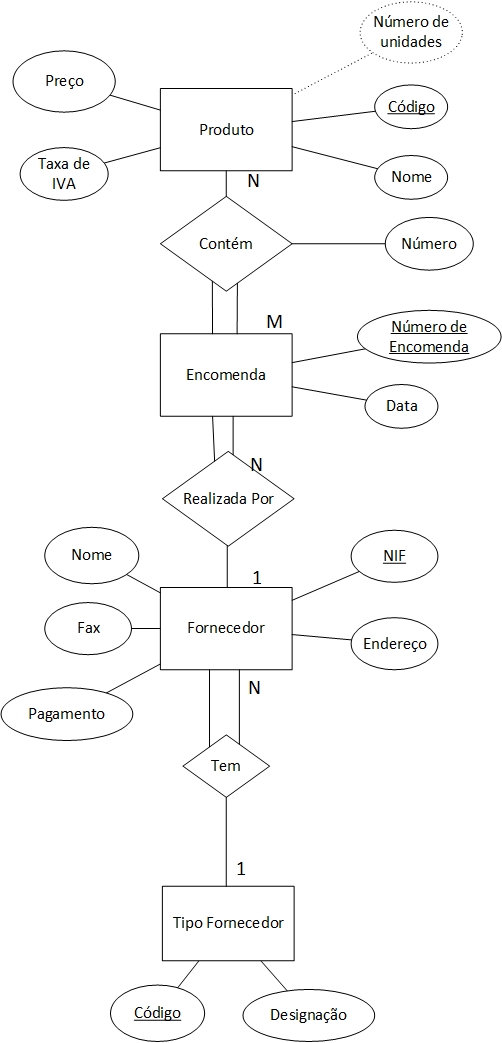 Número de
unidades
Preço
Código
Produto
Taxa de
IVA
Nome
N
Contém
Número
M
Número de
Encomenda
Encomenda
Data
N
Realizada Por
Nome
NIF
1
Fax
Fornecedor
Endereço
N
Pagamento
Tem
1
Tipo Fornecedor
Código
Designação